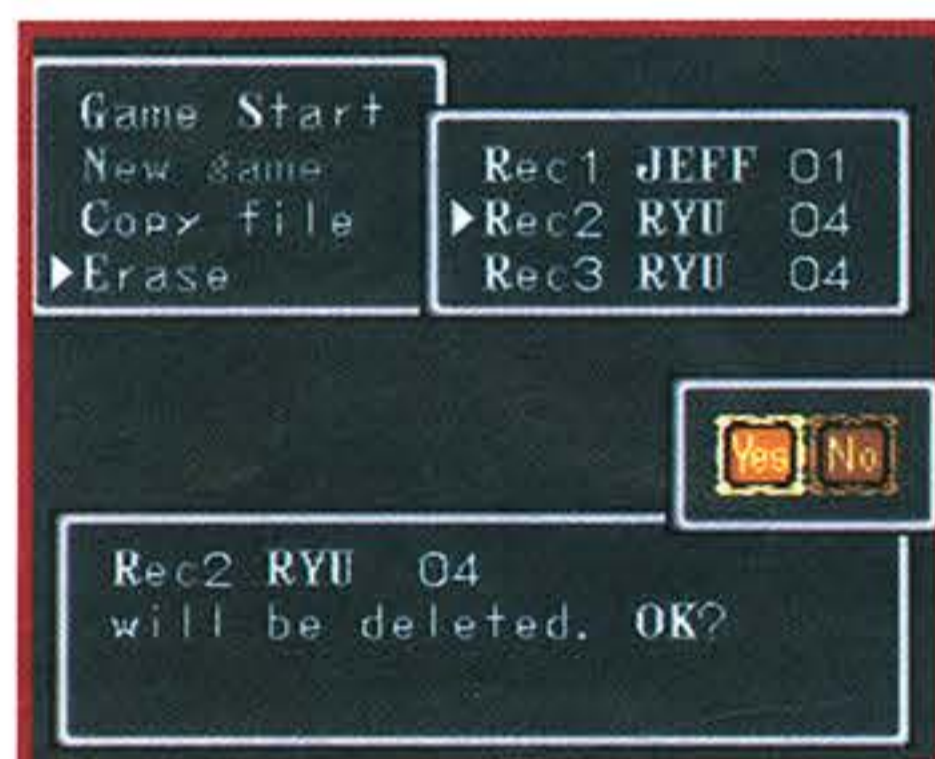 Game Start
New game
Copy file
Erase
Rec1 JEFF 01
Rec2 RYU 04
Rec3 RYU 04
Yes No
Rec2 RYU 04
will be deleted. OK?